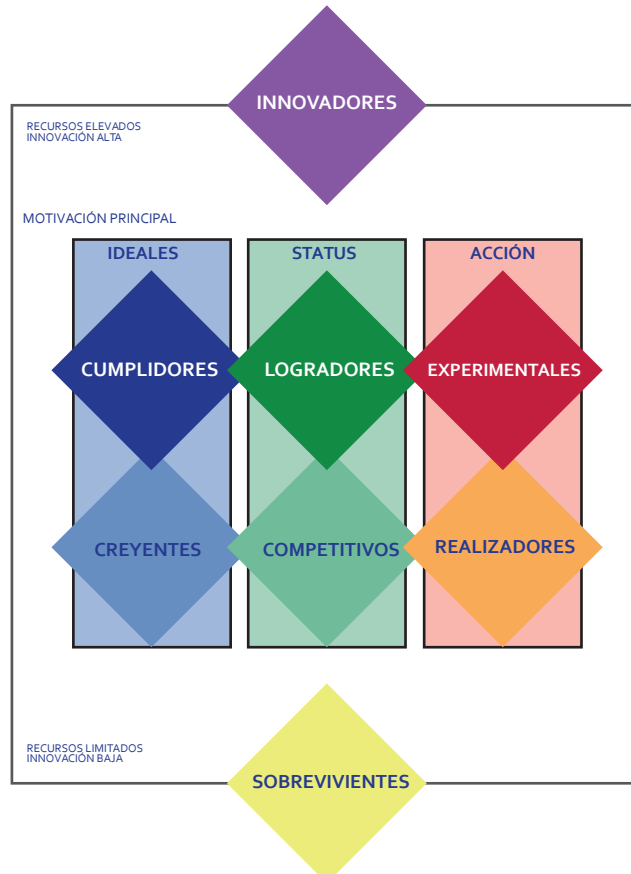 INNOVADORES
RECURSOS ELEVADOS
INNOVACIÓN ALTA
MOTIVACIÓN PRINCIPAL
IDEALES
STATUS
ACCIÓN
CUMPLIDORES
LOGRADORES
EXPERIMENTALES
CREYENTES
COMPETITIVOS
REALIZADORES
RECURSOS LIMITADOS
INNOVACIÓN BAJA
SOBREVIVIENTES